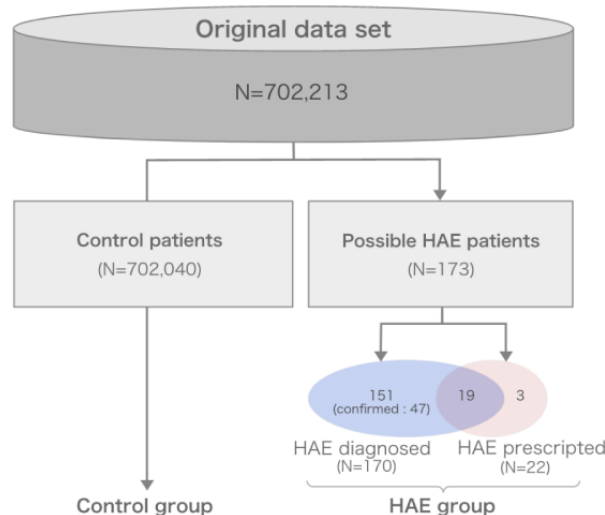 Original data set
N=702,213
Control patients
(N=702,040)
Possible HAE patients
(N=173)
151
(confirmed : 47)
19
3
HAE diagnosed
(N=170)
HAE prescripted
(N=22)
Control group
HAE group